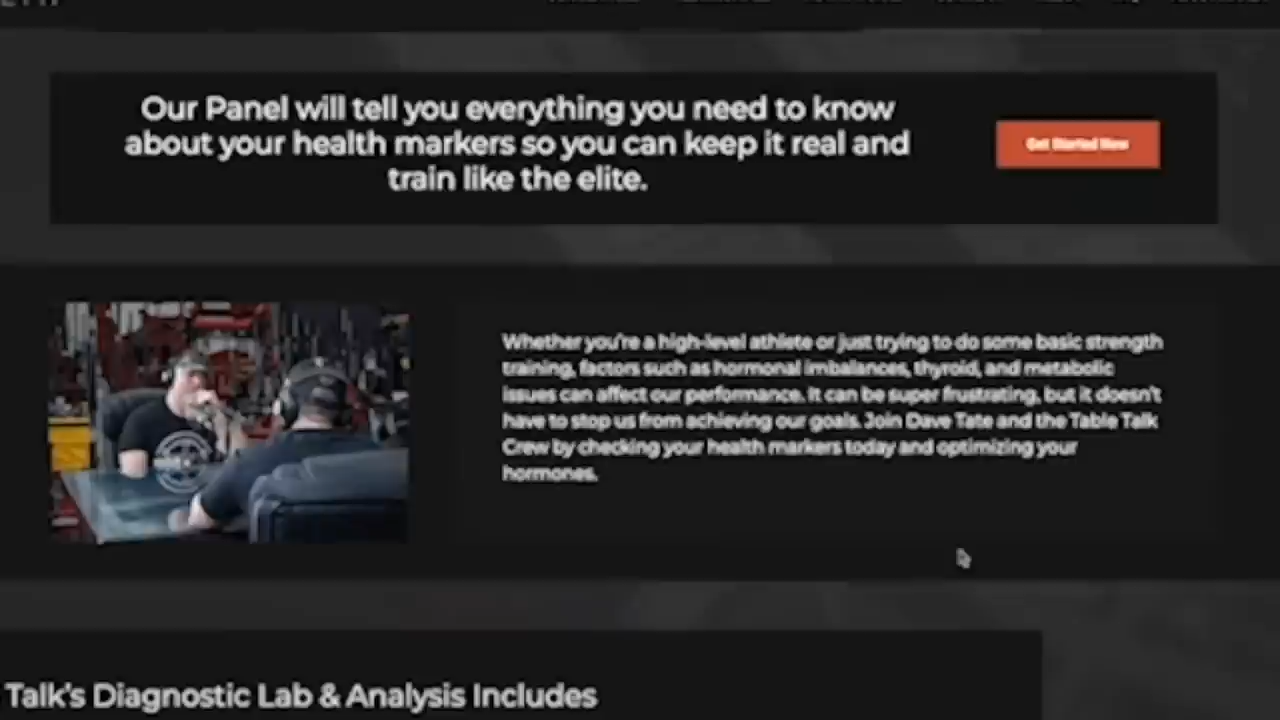 Our Panel will tell you everything you need to know
about your health markers so you can keep it real and
train like the elite.
Get Started Now
Whether you're a high-level athlete or just trying to do some basic strength
training, factors such as hormonal imbalances, thyroid, and metabolic
issues can affect our performance. It can be super frustrating, but it doesn't
have to stop us from achieving our goals. Join Dave Tate and the Table Talk
Crew by checking your health markers today and optimizing your
hormones.
Talk's Diagnostic Lab & Analysis Includes